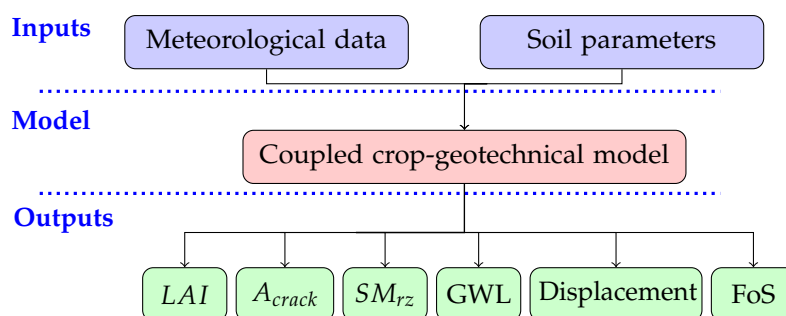 Inputs
Meteorological data
Soil parameters
Model
Coupled crop-geotechnical model
Outputs
LAI
A_crack
SM_rz
GWL
Displacement
FoS